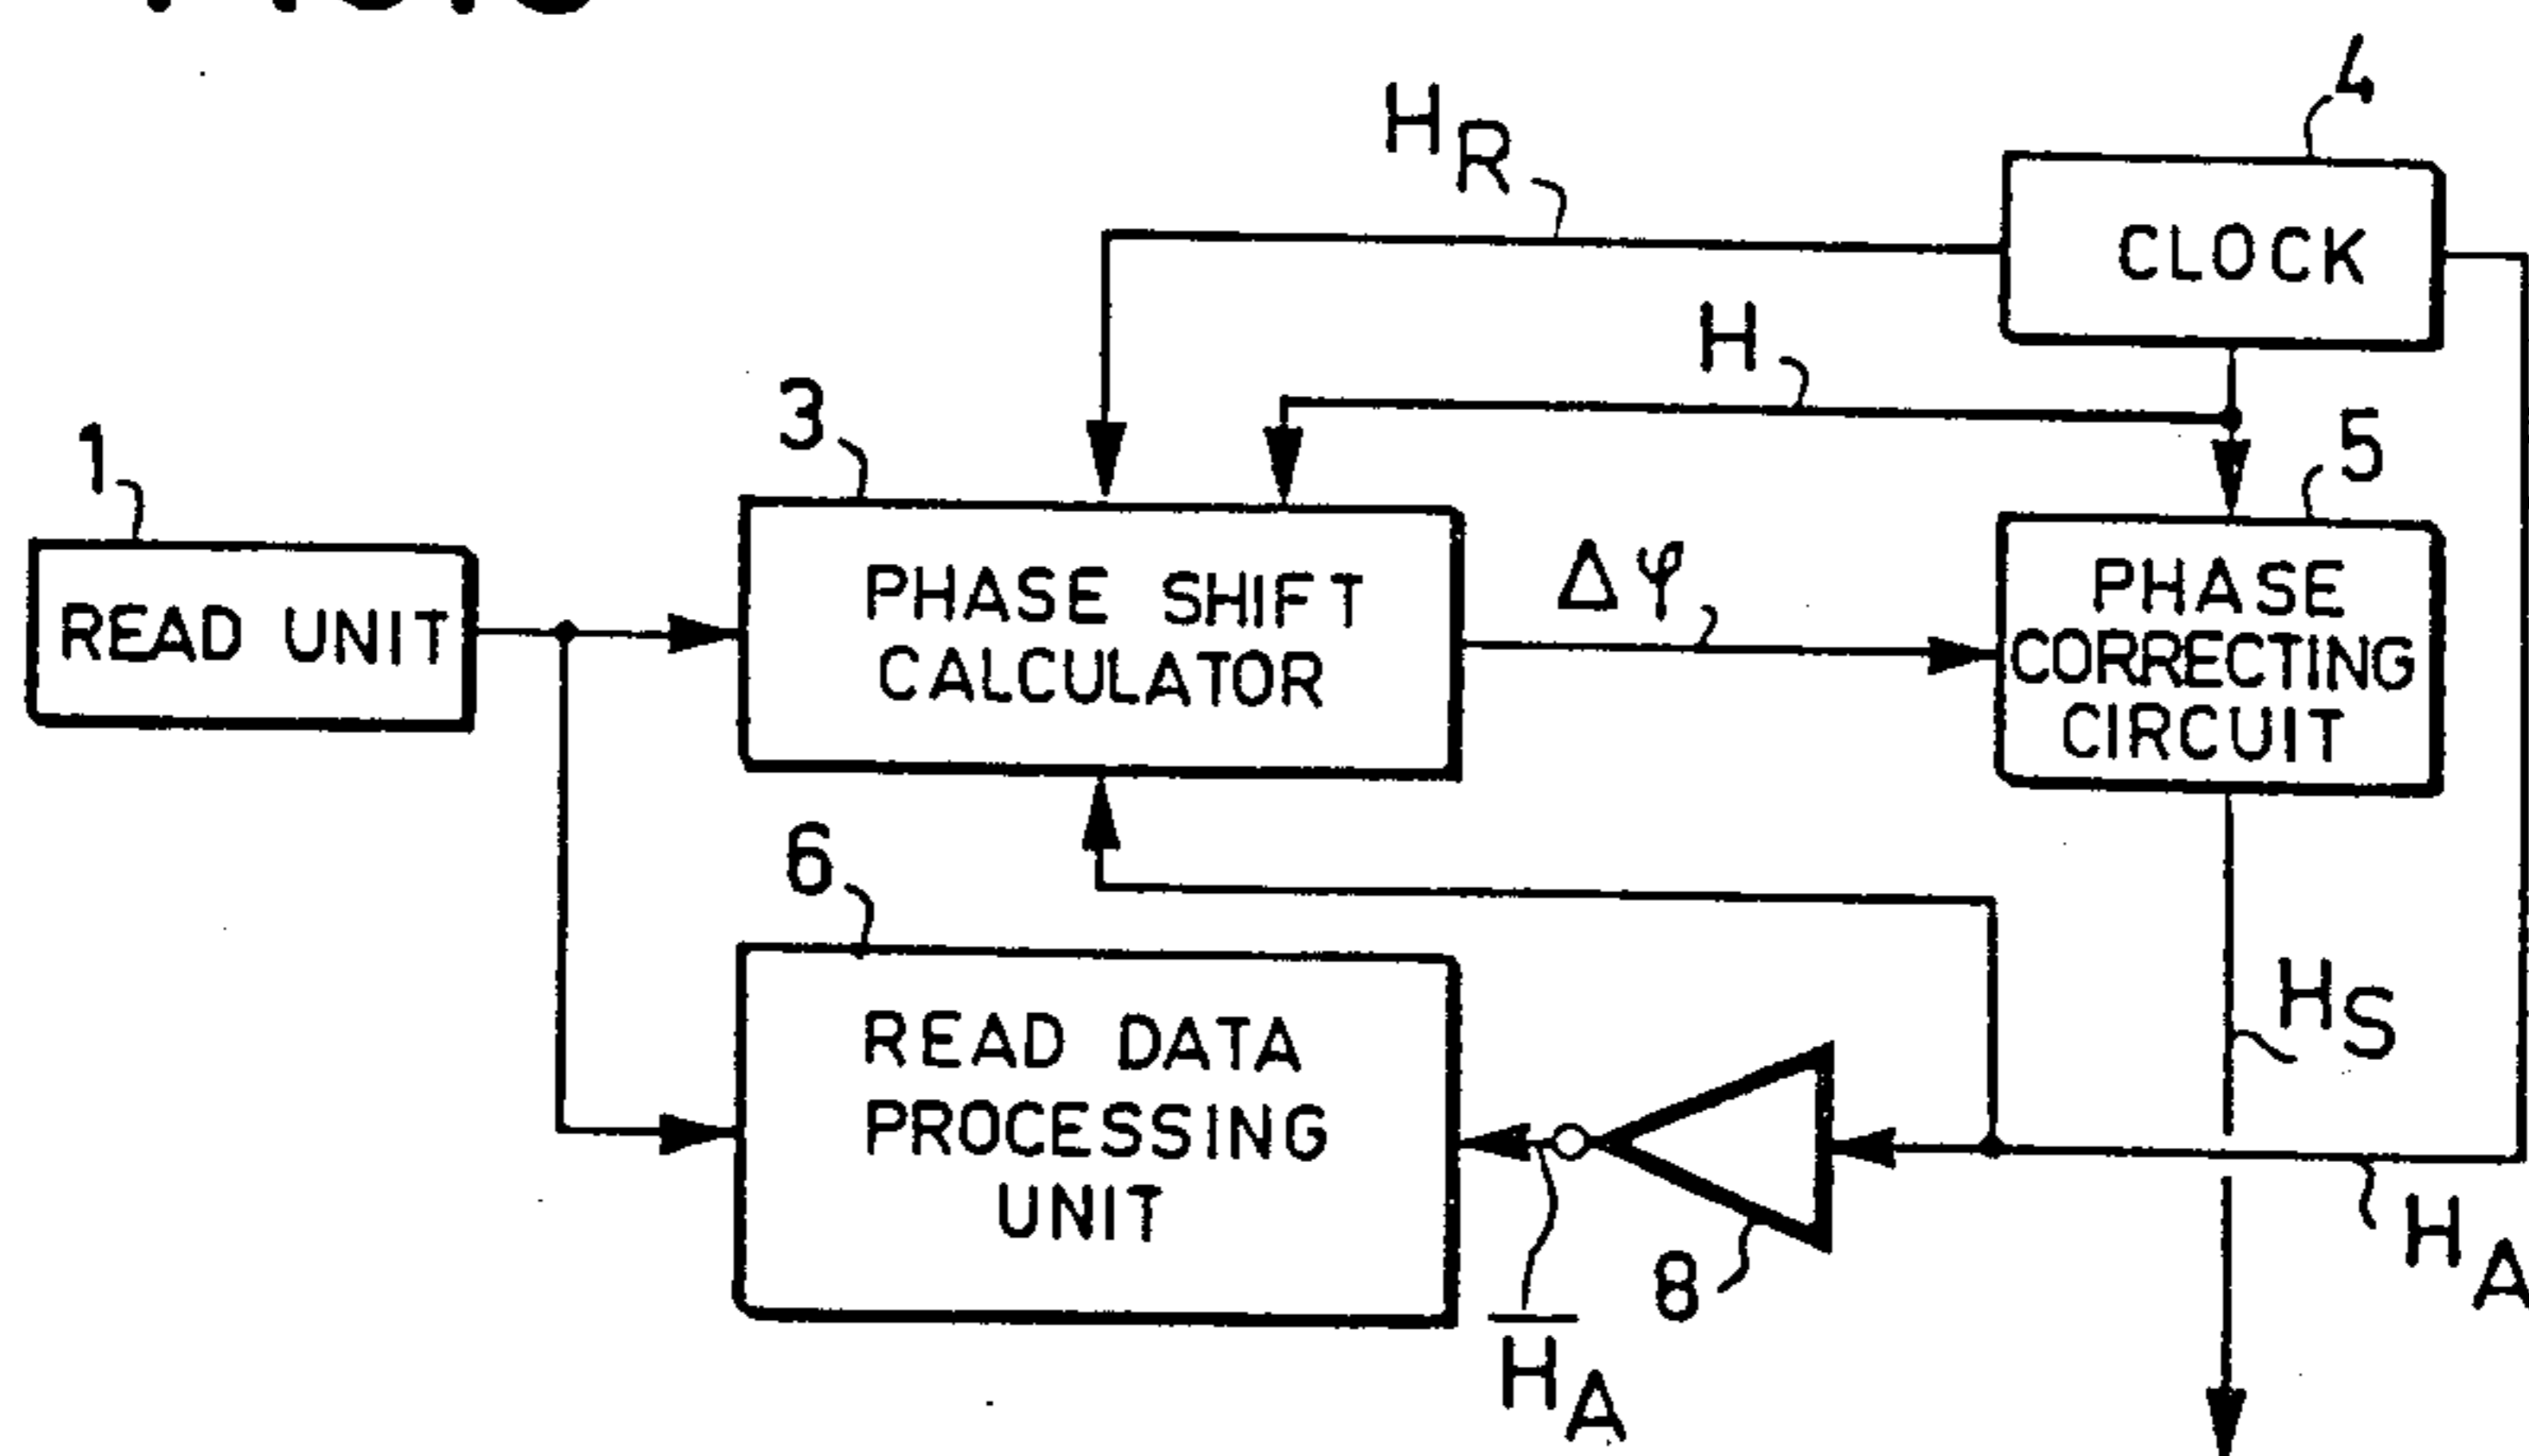 4
H_R
CLOCK
H
3
5
1
PHASE SHIFT
CALCULATOR
Δφ
PHASE
CORRECTING
CIRCUIT
READ UNIT
6
H_S
READ DATA
PROCESSING
UNIT
8
H_A
H̅_A